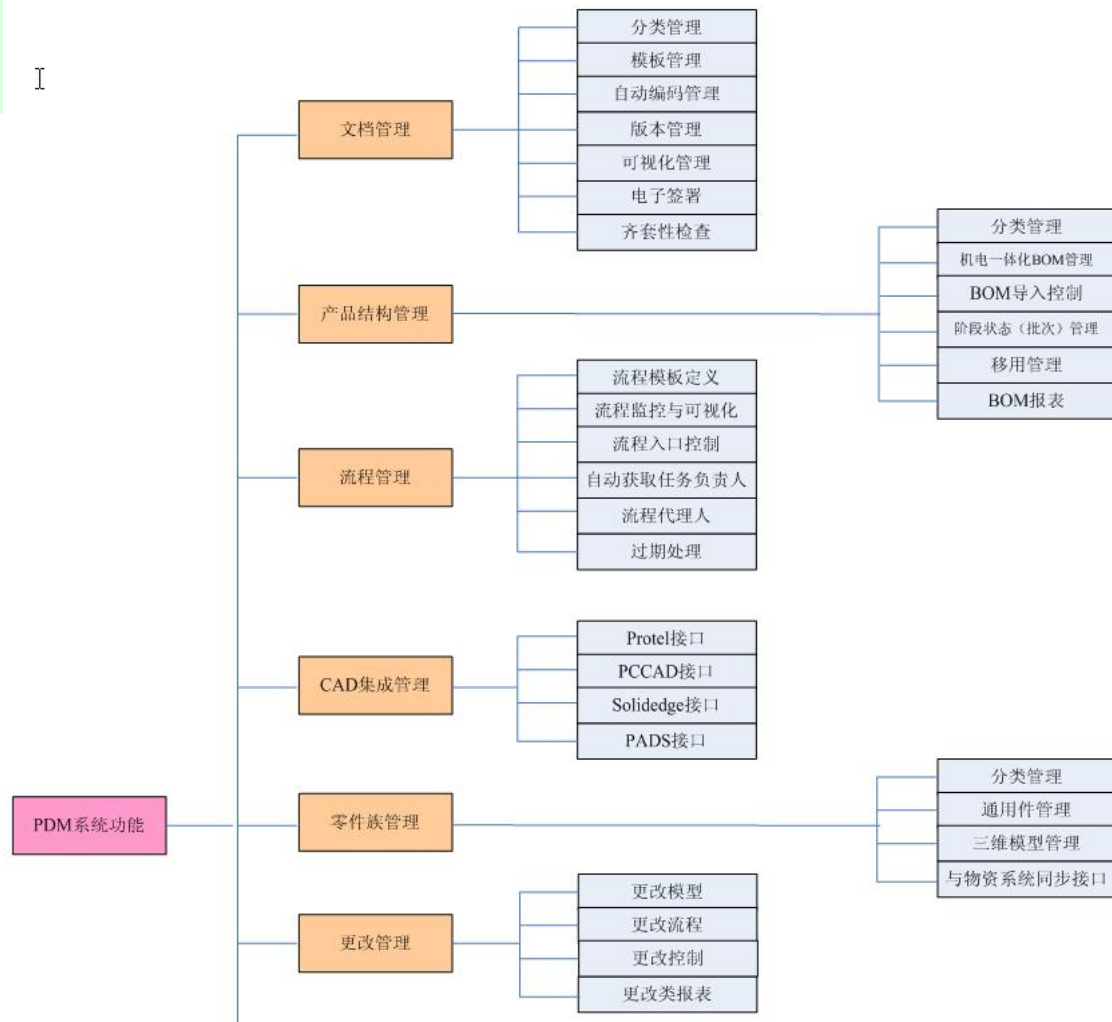 PDM系统功能
文档管理
分类管理
模板管理
自动编码管理
版本管理
可视化管理
电子签署
齐套性检查
产品结构管理
分类管理
机电一体化BOM管理
BOM导入控制
阶段状态（批次）管理
移用管理
BOM报表
流程管理
流程模板定义
流程监控与可视化
流程入口控制
自动获取任务负责人
流程代理人
过期处理
CAD集成管理
Protel接口
PCCAD接口
Solidedge接口
PADS接口
零件族管理
分类管理
通用件管理
三维模型管理
与物资系统同步接口
更改管理
更改模型
更改流程
更改控制
更改类报表